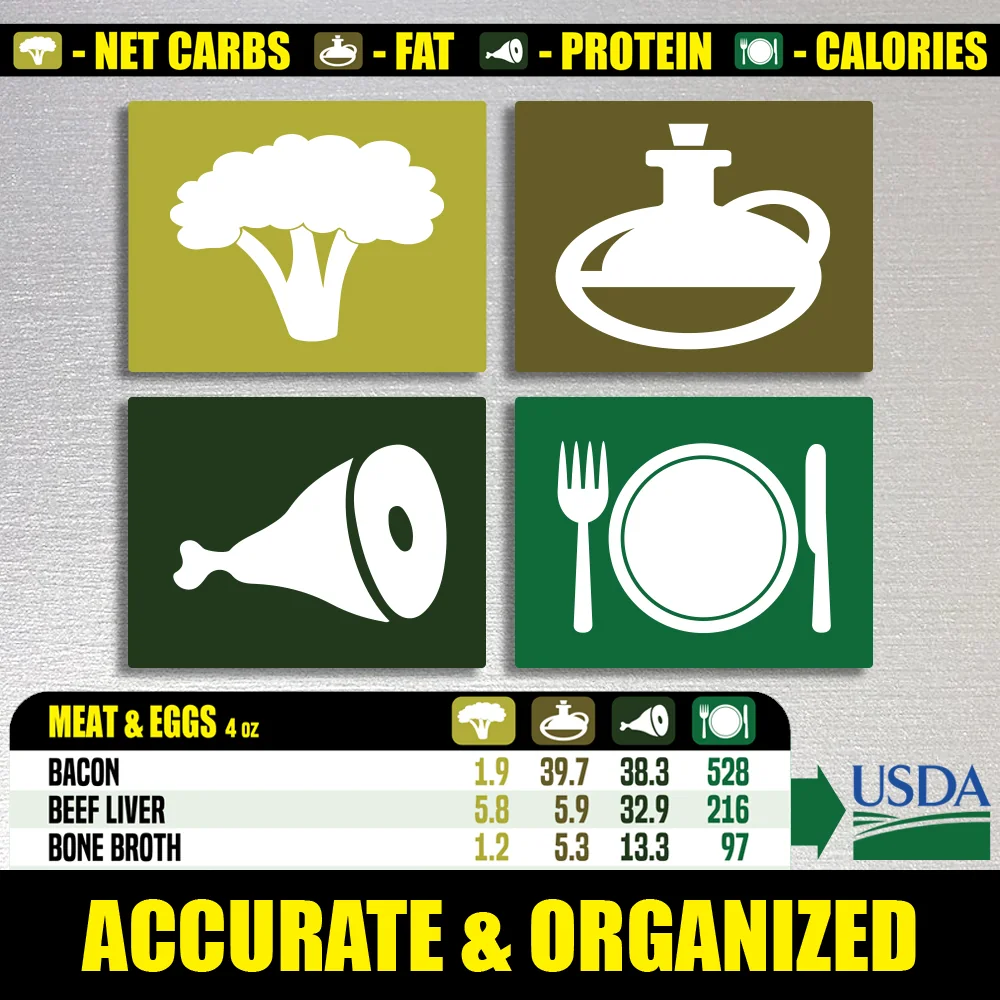 - NET CARBS - FAT - PROTEIN - CALORIES
MEAT & EGGS 4 OZ
BACON 1.9 39.7 38.3 528
BEEF LIVER 5.8 5.9 32.9 216
BONE BROTH 1.2 5.3 13.3 97
USDA
ACCURATE & ORGANIZED